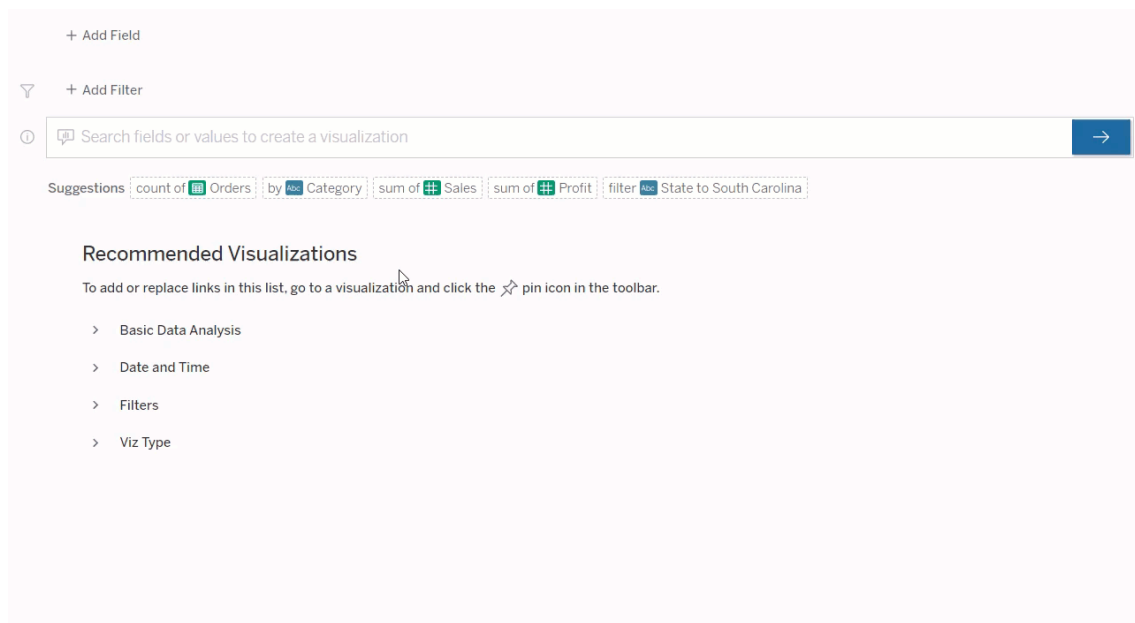 + Add Field
+ Add Filter
Search fields or values to create a visualization
Suggestions count of Orders by Abc Category sum of Sales sum of Profit filter Abc State to South Carolina
Recommended Visualizations
To add or replace links in this list, go to a visualization and click the pin icon in the toolbar.
Basic Data Analysis
Date and Time
Filters
Viz Type